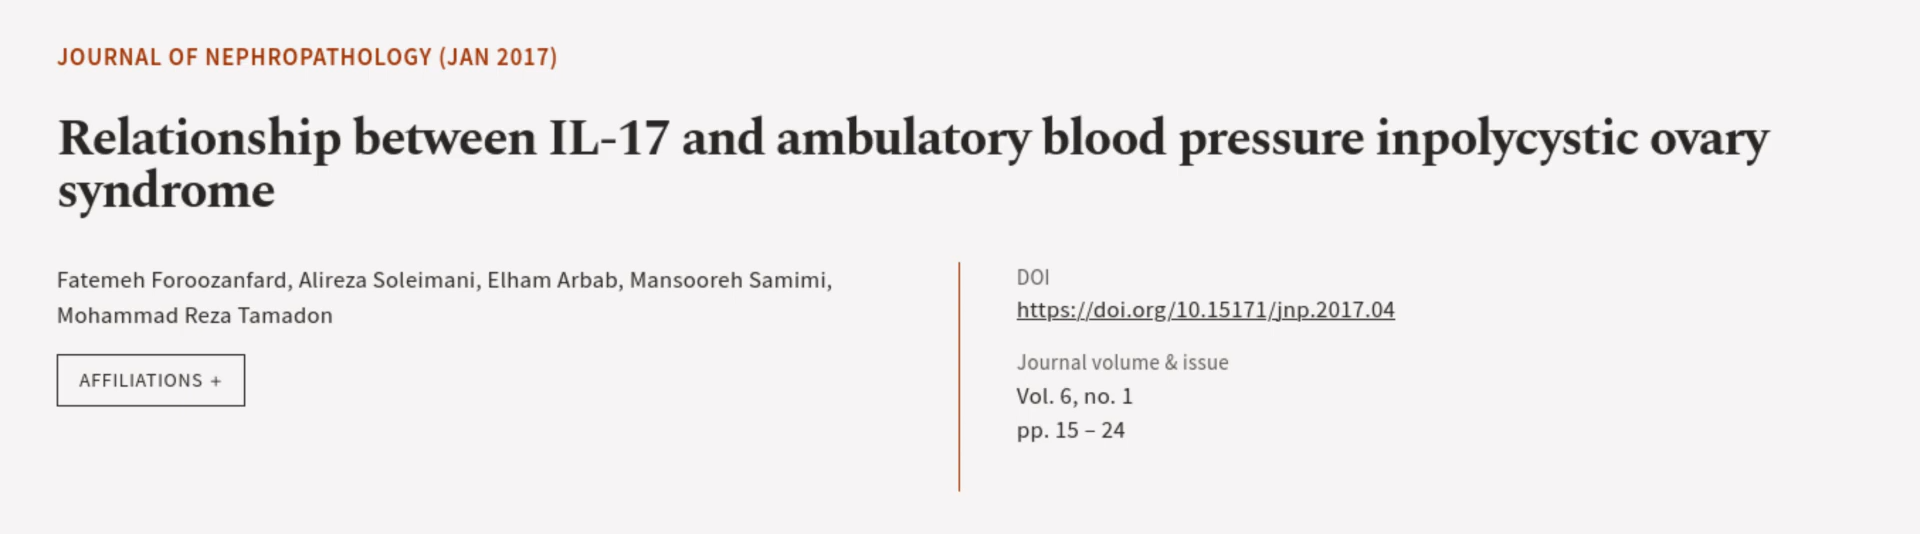 JOURNAL OF NEPHROPATHOLOGY (JAN 2017)
Relationship between IL-17 and ambulatory blood pressure inpolycystic ovary
syndrome
Fatemeh Foroozanfard, Alireza Soleimani, Elham Arbab, Mansooreh Samimi,
Mohammad Reza Tamadon
AFFILIATIONS +
DOI
https://doi.org/10.15171/jnp.2017.04
Journal volume & issue
Vol. 6, no. 1
pp. 15 – 24